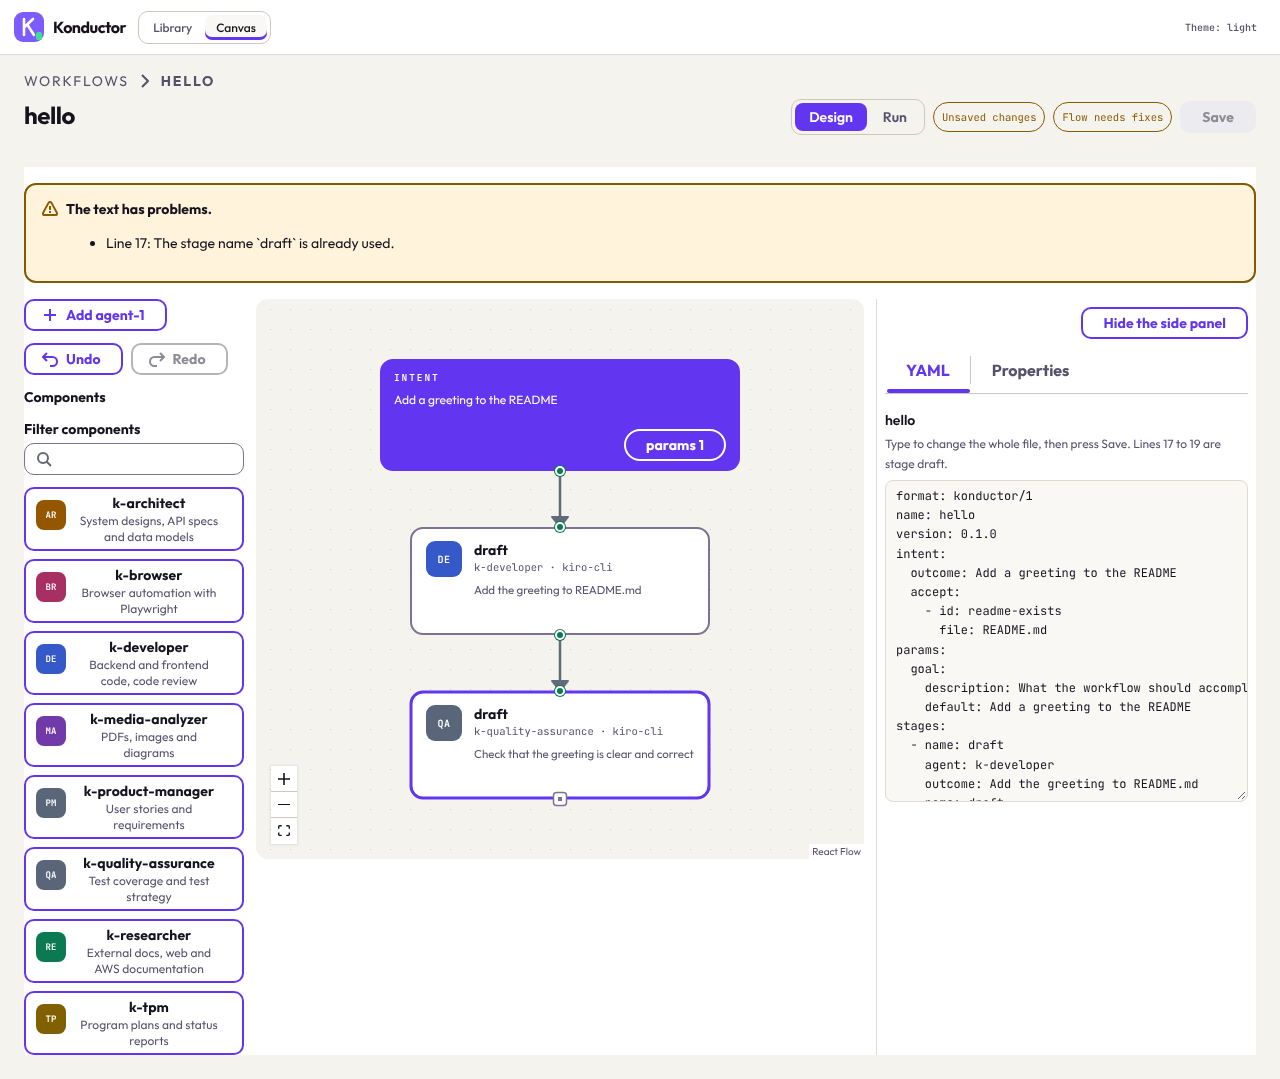 Konductor
Library
Canvas
Theme: light
WORKFLOWS
HELLO
hello
Design
Run
Unsaved changes
Flow needs fixes
Save
The text has problems.
Line 17: The stage name `draft` is already used.
Add agent-1
Undo
Redo
Components
Filter components
AR
k-architect
System designs, API specs
and data models
BR
k-browser
Browser automation with
Playwright
DE
k-developer
Backend and frontend
code, code review
MA
k-media-analyzer
PDFs, images and
diagrams
PM
k-product-manager
User stories and
requirements
QA
k-quality-assurance
Test coverage and test
strategy
RE
k-researcher
External docs, web and
AWS documentation
TP
k-tpm
Program plans and status
reports
INTENT
Add a greeting to the README
params 1
DE
draft
k-developer · kiro-cli
Add the greeting to README.md
QA
draft
k-quality-assurance · kiro-cli
Check that the greeting is clear and correct
React Flow
Hide the side panel
YAML
Properties
hello
Type to change the whole file, then press Save. Lines 17 to 19 are
stage draft.
format: konductor/1
name: hello
version: 0.1.0
intent:
  outcome: Add a greeting to the README
  accept:
    - id: readme-exists
      file: README.md
params:
  goal:
    description: What the workflow should accompl
    default: Add a greeting to the README
stages:
  - name: draft
    agent: k-developer
    outcome: Add the greeting to README.md